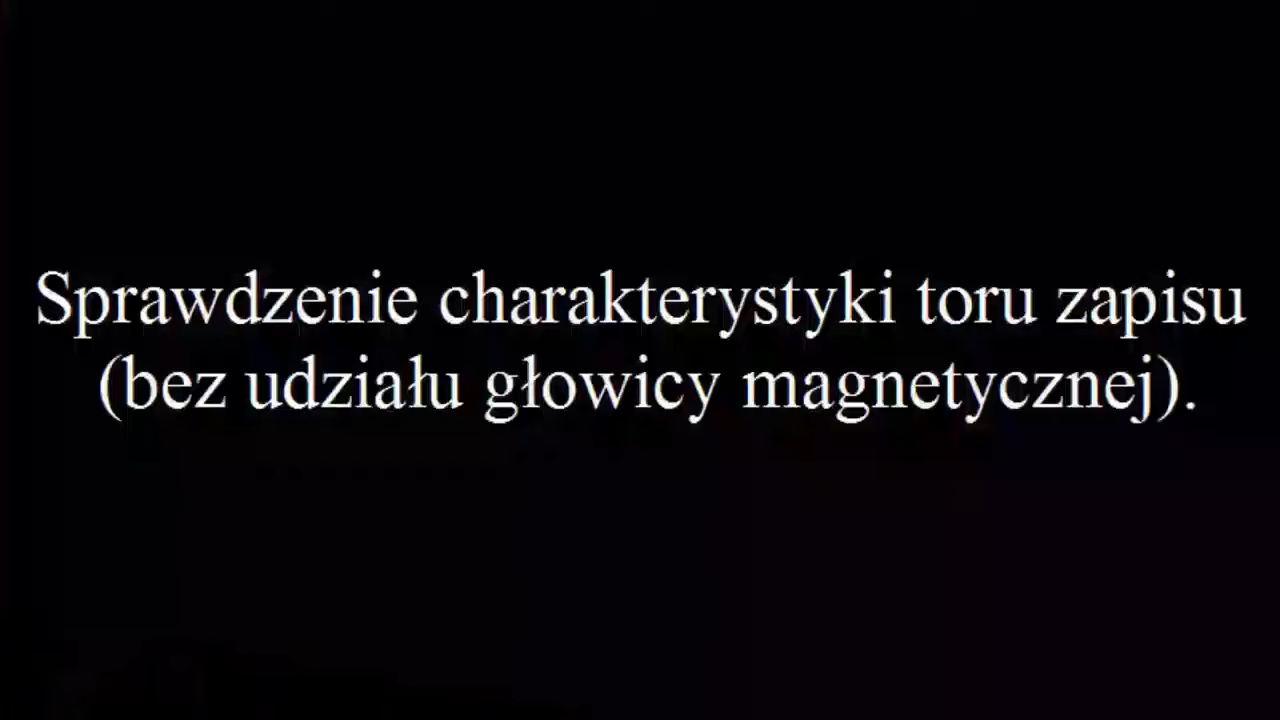 Sprawdzenie charakterystyki toru zapisu
(bez udziału głowicy magnetycznej).